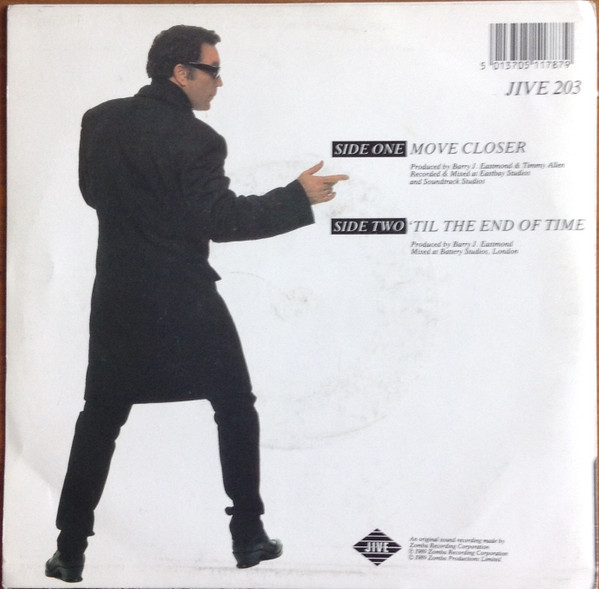 5 013705 117879
JIVE 203
SIDE ONE MOVE CLOSER
Produced by Barry J. Eastmond & Timmy Allen
Recorded & Mixed at Eastbay Studios
and Soundtrack Studios
SIDE TWO 'TIL THE END OF TIME
Produced by Barry J. Eastmond
Mixed at Battery Studios, London
JIVE
An original sound recording made by
Zomba Recording Corporation
℗ 1989 Zomba Recording Corporation
© 1989 Zomba Productions Limited